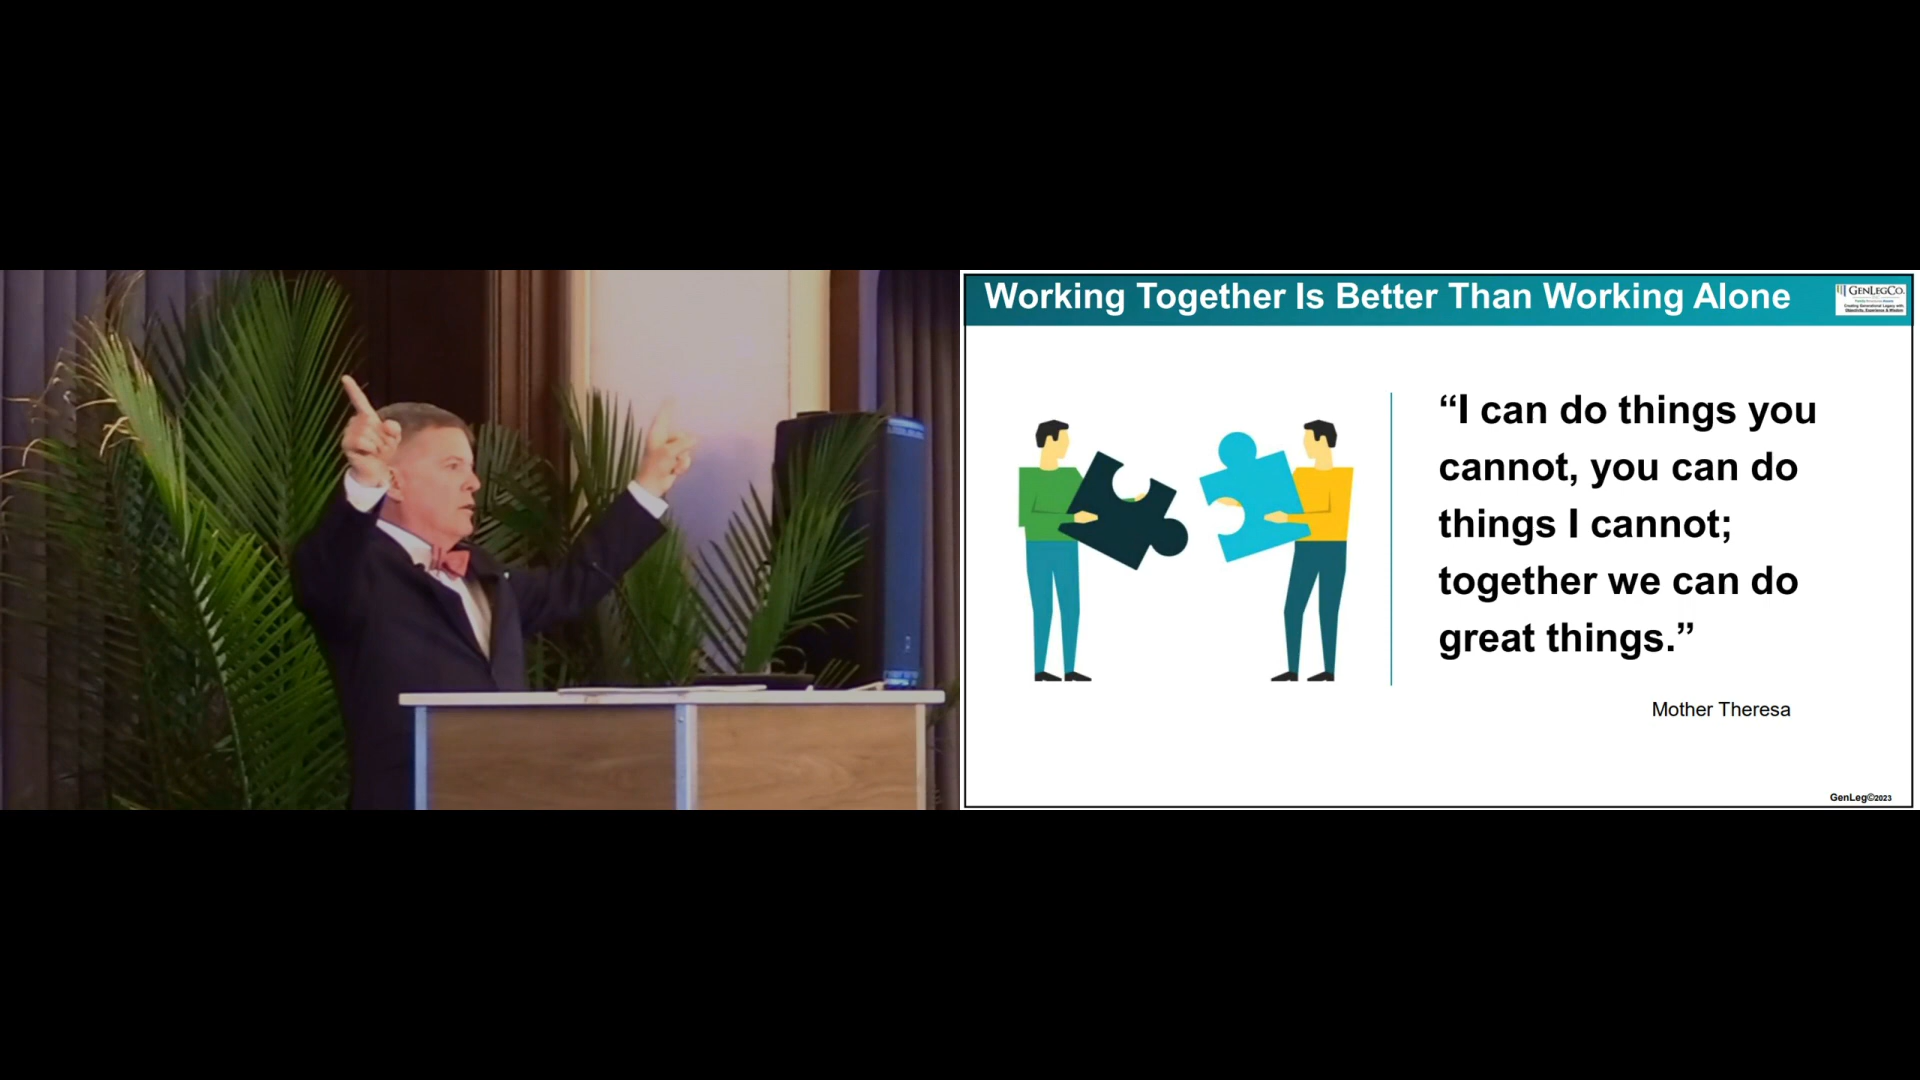 Working Together Is Better Than Working Alone
GENLEGCO.
“I can do things you
cannot, you can do
things I cannot;
together we can do
great things.”
Mother Theresa
GenLeg©2023